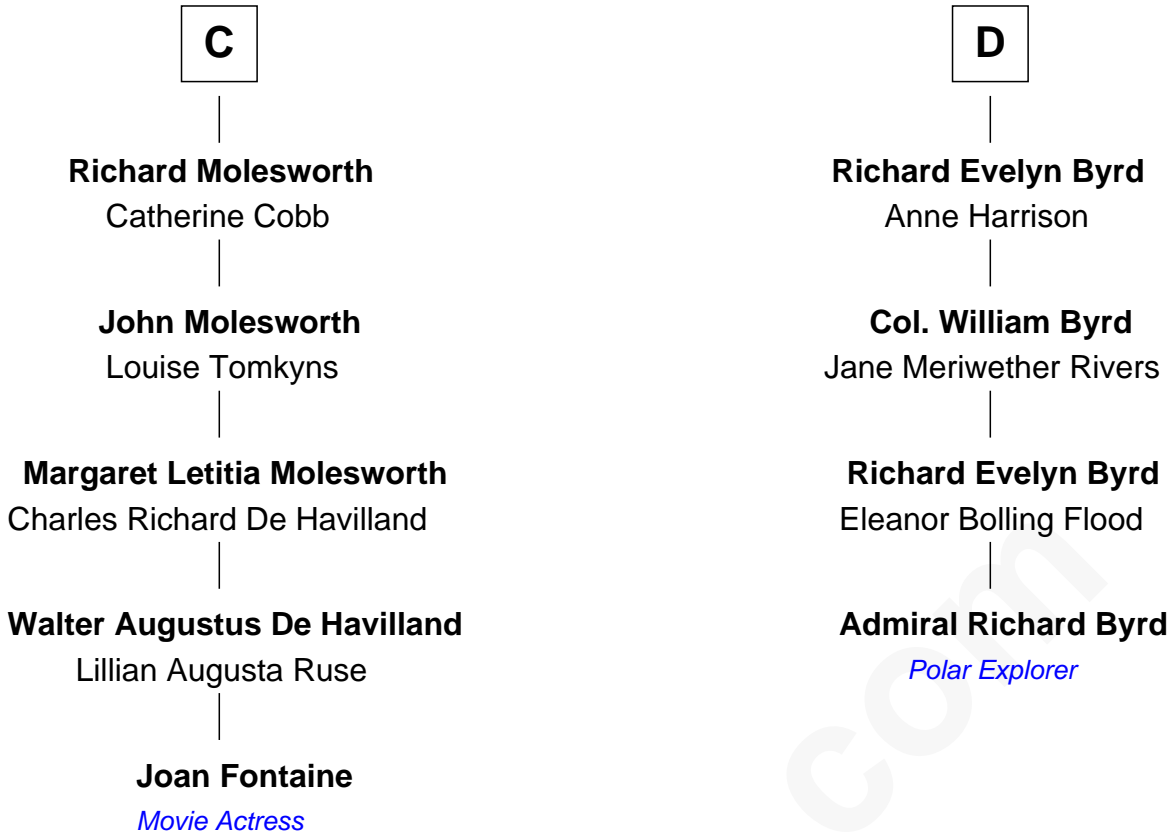 C
Richard Molesworth
Catherine Cobb
John Molesworth
Louise Tomkyns
Margaret Letitia Molesworth
Charles Richard De Havilland
Walter Augustus De Havilland
Lillian Augusta Ruse
Joan Fontaine
Movie Actress
D
Richard Evelyn Byrd
Anne Harrison
Col. William Byrd
Jane Meriwether Rivers
Richard Evelyn Byrd
Eleanor Bolling Flood
Admiral Richard Byrd
Polar Explorer
com